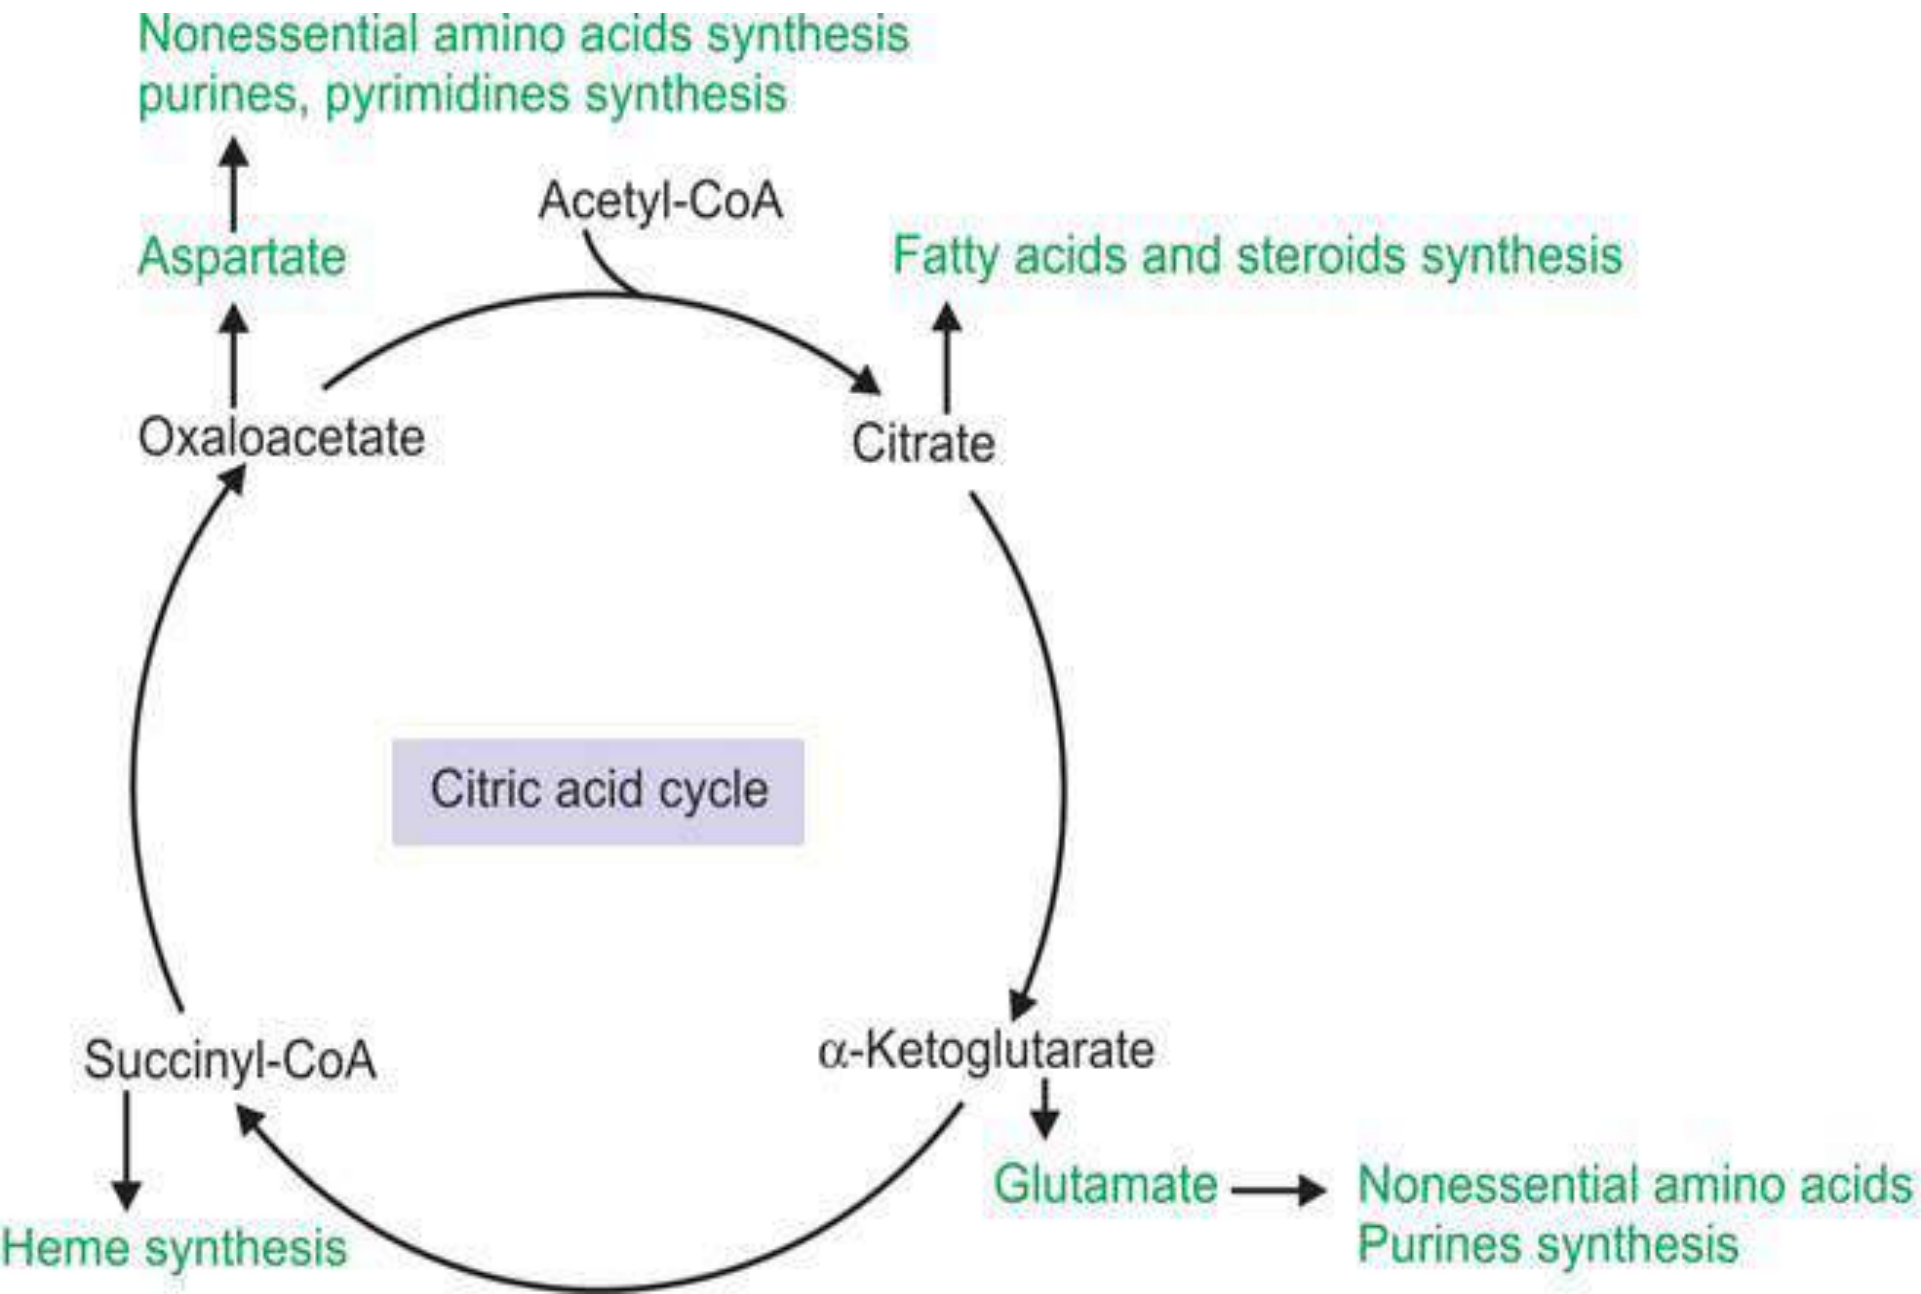 Nonessential amino acids synthesis
purines, pyrimidines synthesis
Acetyl-CoA
Aspartate
Fatty acids and steroids synthesis
Oxaloacetate
Citrate
Citric acid cycle
Succinyl-CoA
α-Ketoglutarate
Glutamate
Nonessential amino acids
Purines synthesis
Heme synthesis